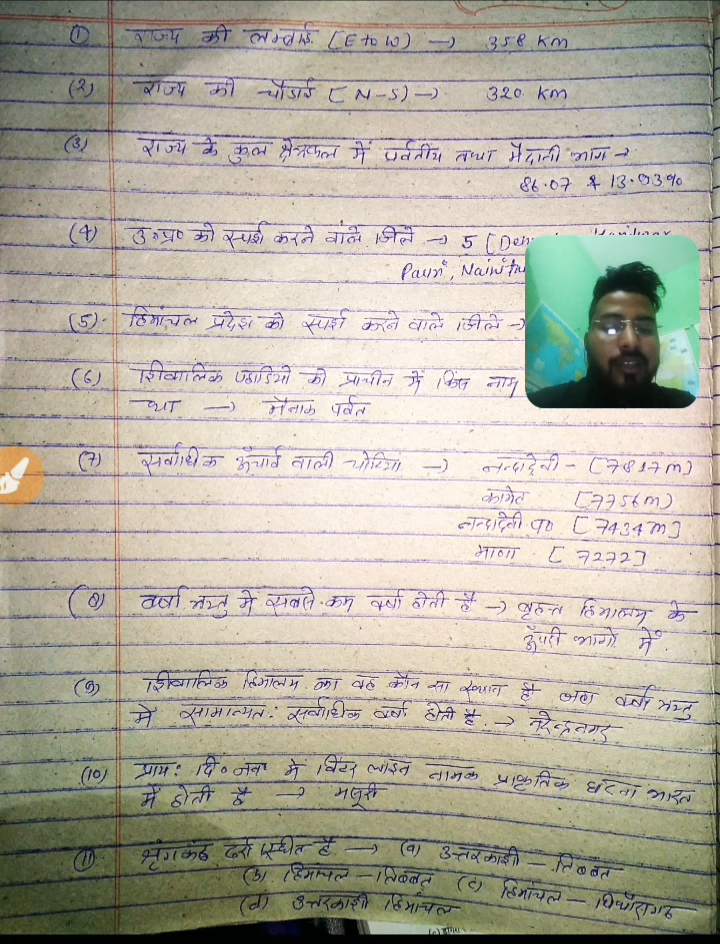 (1) राज्य की लम्बाई (E to W) → 358 Km
(2) राज्य की चौडाई (N-S) → 320 Km
(3) राज्य के कुल क्षेत्रफल में पर्वतीय तथा मैदानी भाग →
86.07 & 13.93%
(4) उ०प्र० को स्पर्श करने वाले जिले → 5 [
Pauri,
(5) हिमांचल प्रदेश को स्पर्श करने वाले जिले →
(6) शिवालिक पहाडियो को प्राचीन में किस नाम
था → मैनाक पर्वत
(7) सर्वाधिक ऊँचाई वाली चोटिया → नन्दादेवी - [7817m)
कामेट [7756m)
नन्दादेवी प० [7434m]
माणा [7272]
(8) वर्षा ऋतु मे सबसे कम वर्षा होती है → बृहत्त हिमालय के
ऊँपरी भागो में
(9) शिवालिक हिमालय का वह कौन सा स्थान है जहा वर्षा ऋतु
में सामान्यत: सर्वाधिक वर्षा होती है → नरेन्द्रनगर
(10) प्राय: दि० जन० में विंटर लाइन नामक प्राकृतिक घटना भारत
में होती है → मसूरी
(11) श्रृंगकंठ दर्रा स्थित है → (a) उत्तरकाशी - तिब्बत
(b) हिमांचल - तिब्बत (c) हिमांचल - पिथौरागढ
(d) उत्तरकाशी हिमांचल